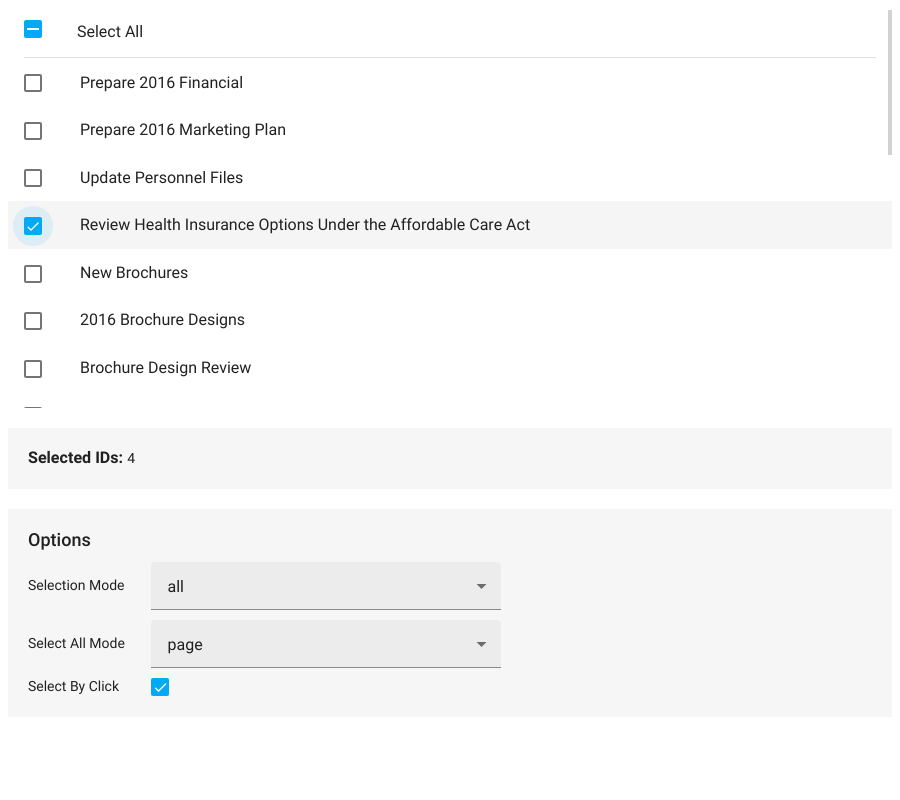 Select All
Prepare 2016 Financial
Prepare 2016 Marketing Plan
Update Personnel Files
Review Health Insurance Options Under the Affordable Care Act
New Brochures
2016 Brochure Designs
Brochure Design Review
Selected IDs: 4
Options
Selection Mode all
Select All Mode page
Select By Click